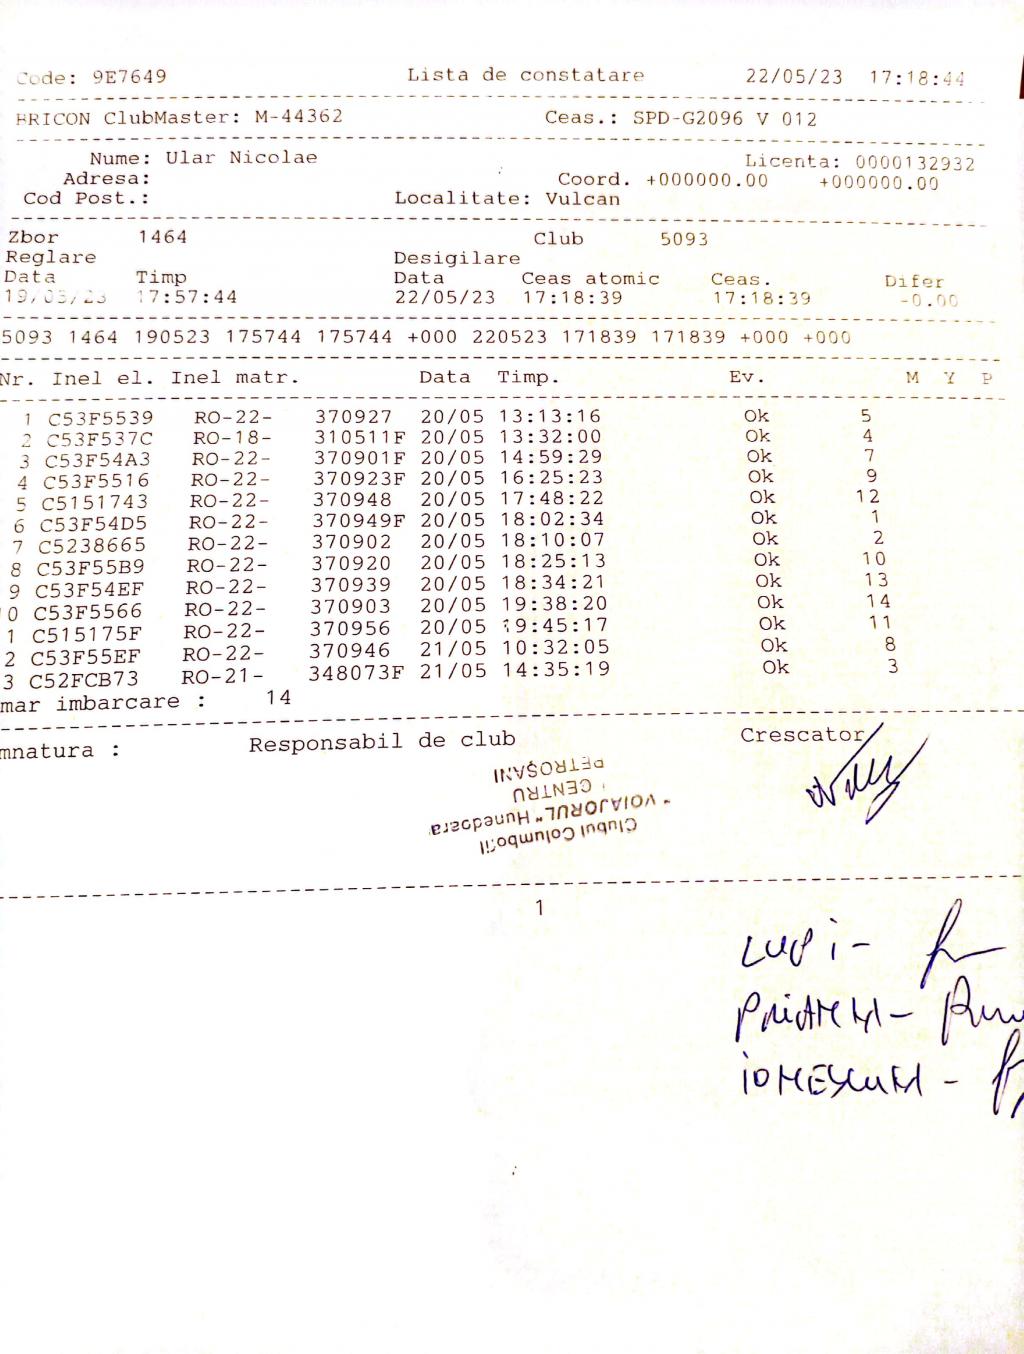 Code: 9E7649 Lista de constatare 22/05/23 17:18:44
BRICON ClubMaster: M-44362 Ceas.: SPD-G2096 V 012
Nume: Ular Nicolae Licenta: 0000132932
Adresa: Coord. +000000.00 +000000.00
Cod Post.: Localitate: Vulcan
Zbor 1464 Club 5093
Reglare Desigilare
Data Timp Data Ceas atomic Ceas. Difer
19/05/23 17:57:44 22/05/23 17:18:39 17:18:39 -0.00
5093 1464 190523 175744 175744 +000 220523 171839 171839 +000 +000
Nr. Inel el. Inel matr. Data Timp. Ev. M Y P
1 C53F5539 RO-22- 370927 20/05 13:13:16 Ok 5
2 C53F537C RO-18- 310511F 20/05 13:32:00 Ok 4
3 C53F54A3 RO-22- 370901F 20/05 14:59:29 Ok 7
4 C53F5516 RO-22- 370923F 20/05 16:25:23 Ok 9
5 C5151743 RO-22- 370948 20/05 17:48:22 Ok 12
6 C53F54D5 RO-22- 370949F 20/05 18:02:34 Ok 1
7 C5238665 RO-22- 370902 20/05 18:10:07 Ok 2
8 C53F55B9 RO-22- 370920 20/05 18:25:13 Ok 10
9 C53F54EF RO-22- 370939 20/05 18:34:21 Ok 13
0 C53F5566 RO-22- 370903 20/05 19:38:20 Ok 14
1 C515175F RO-22- 370956 20/05 19:45:17 Ok 11
2 C53F55EF RO-22- 370946 21/05 10:32:05 Ok 8
3 C52FCB73 RO-21- 348073F 21/05 14:35:19 Ok 3
mar imbarcare : 14
mnatura : Responsabil de club Crescator
Clubul Columbofil
"VOIAJORUL" Hunedoara
CENTRU
PETROŞANI
1
LUPI -